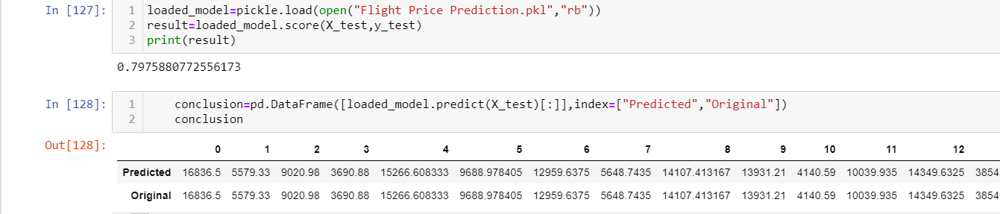 In [127]:
1 loaded_model=pickle.load(open("Flight Price Prediction.pkl","rb"))
2 result=loaded_model.score(X_test,y_test)
3 print(result)
0.7975880772556173
In [128]:
1 conclusion=pd.DataFrame([loaded_model.predict(X_test)[:]],index=["Predicted","Original"])
2 conclusion
Out[128]:
0 1 2 3 4 5 6 7 8 9 10 11 12
Predicted 16836.5 5579.33 9020.98 3690.88 15266.608333 9688.978405 12959.6375 5648.7435 14107.413167 13931.21 4140.59 10039.935 14349.6325 3854
Original 16836.5 5579.33 9020.98 3690.88 15266.608333 9688.978405 12959.6375 5648.7435 14107.413167 13931.21 4140.59 10039.935 14349.6325 3854